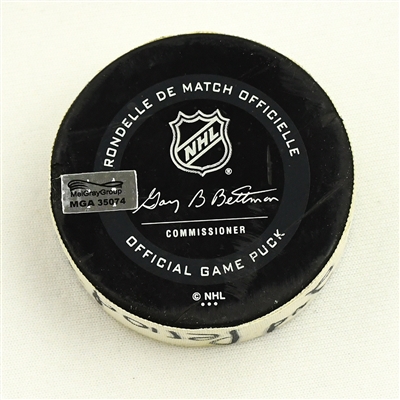 RONDELLE DE MATCH OFFICIELLE
NHL
®
MeiGrayGroup
MGA 35074
Gary B Bettman
COMMISSIONER
OFFICIAL GAME PUCK
© NHL